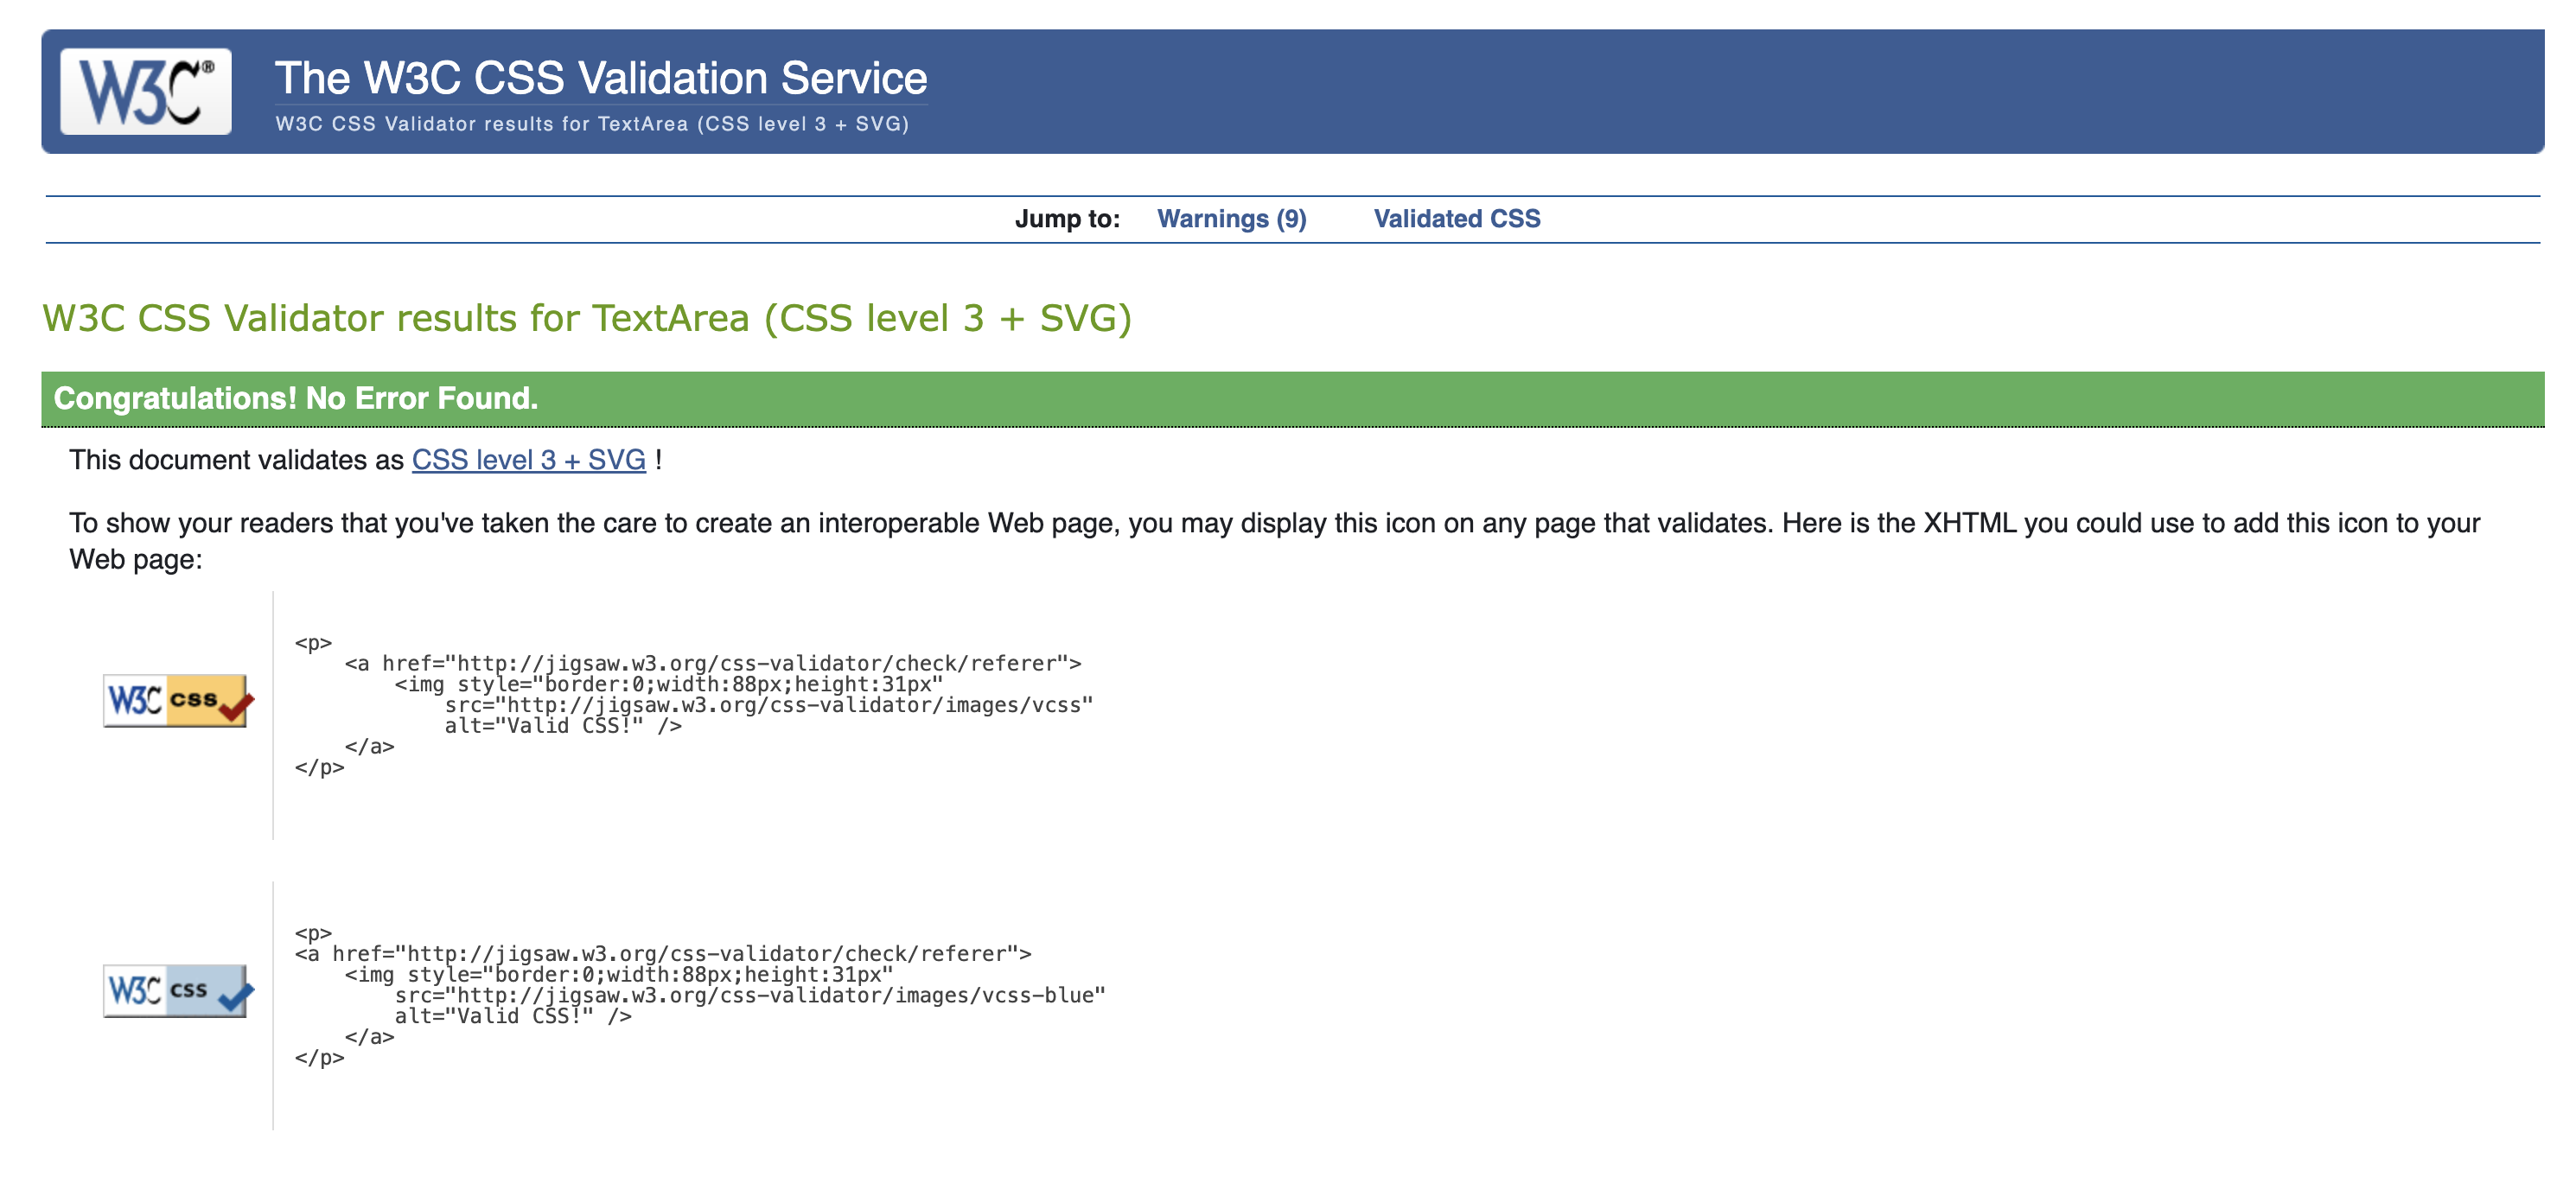 W3C®
The W3C CSS Validation Service
W3C CSS Validator results for TextArea (CSS level 3 + SVG)
Jump to: Warnings (9) Validated CSS
W3C CSS Validator results for TextArea (CSS level 3 + SVG)
Congratulations! No Error Found.
This document validates as CSS level 3 + SVG !
To show your readers that you've taken the care to create an interoperable Web page, you may display this icon on any page that validates. Here is the XHTML you could use to add this icon to your
Web page:
W3C css
<p>
    <a href="http://jigsaw.w3.org/css-validator/check/referer">
        <img style="border:0;width:88px;height:31px"
            src="http://jigsaw.w3.org/css-validator/images/vcss"
            alt="Valid CSS!" />
    </a>
</p>
W3C css
<p>
<a href="http://jigsaw.w3.org/css-validator/check/referer">
    <img style="border:0;width:88px;height:31px"
        src="http://jigsaw.w3.org/css-validator/images/vcss-blue"
        alt="Valid CSS!" />
    </a>
</p>